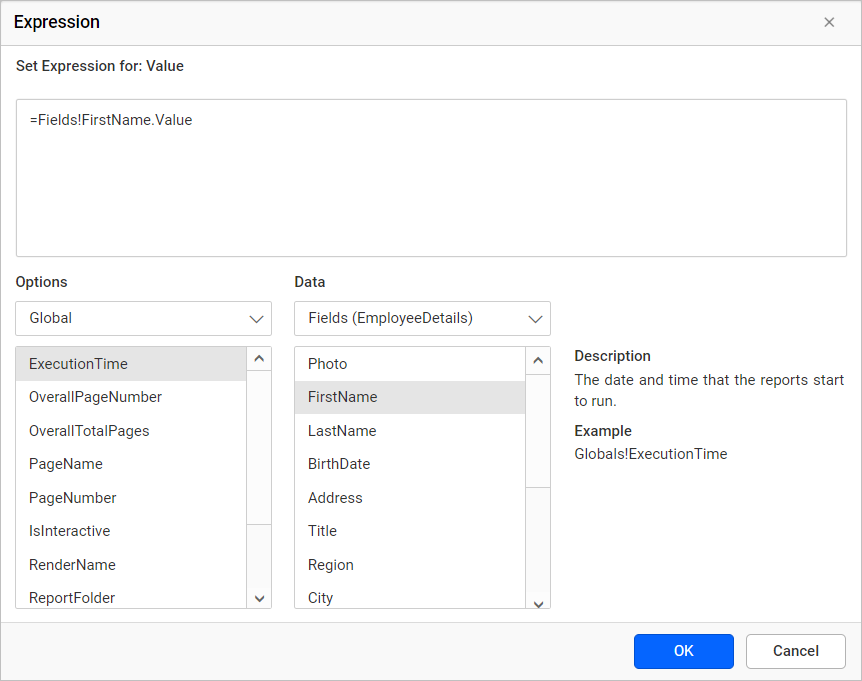 Expression
Set Expression for: Value
=Fields!FirstName.Value
Options
Data
Global
Fields (EmployeeDetails)
ExecutionTime
OverallPageNumber
OverallTotalPages
PageName
PageNumber
IsInteractive
RenderName
ReportFolder
Photo
FirstName
LastName
BirthDate
Address
Title
Region
City
Description
The date and time that the reports start
to run.
Example
Globals!ExecutionTime
OK
Cancel